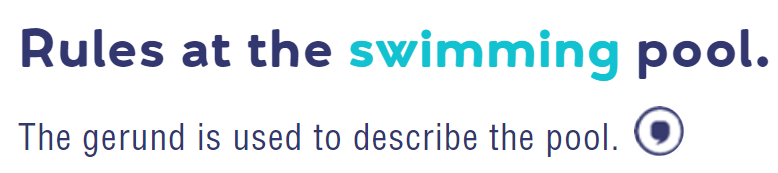 Rules at the swimming pool.
The gerund is used to describe the pool.